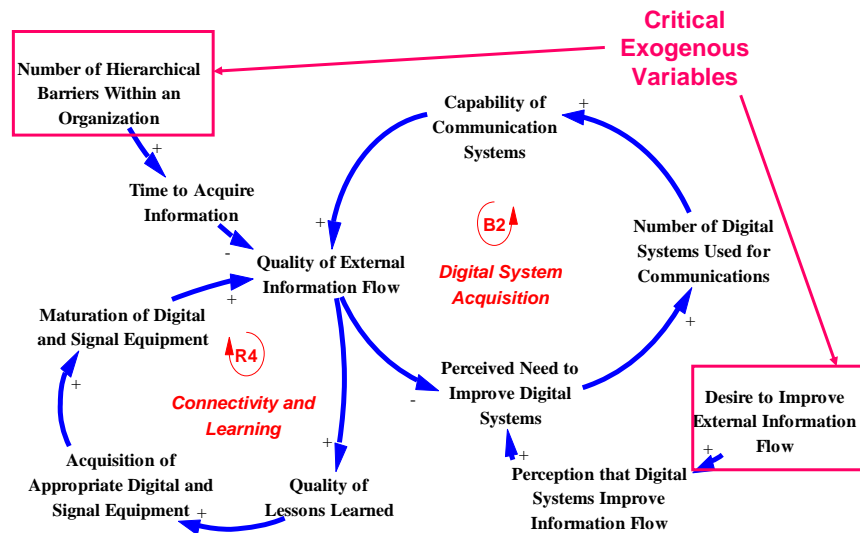 Critical
Exogenous
Variables
Number of Hierarchical
Barriers Within an
Organization
+
Time to Acquire
Information
-
Capability of
Communication
Systems
+
+
B2
Digital System
Acquisition
Number of Digital
Systems Used for
Communications
+
Quality of External
Information Flow
+
Maturation of Digital
and Signal Equipment
+
R4
Connectivity and
Learning
Perceived Need to
Improve Digital
Systems
-
+
Desire to Improve
External Information
Flow
+
Perception that Digital
Systems Improve
Information Flow
Acquisition of
Appropriate Digital and
Signal Equipment
+
Quality of
Lessons Learned
+